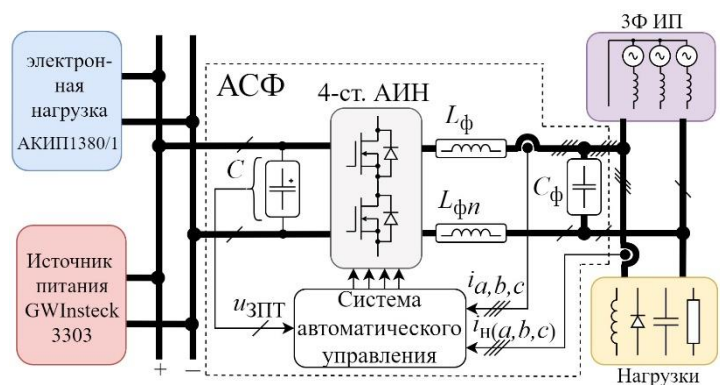 электрон-
ная
нагрузка
АКИП1380/1
АСФ
4-ст. АИН
3Ф ИП
Lф
C
Cф
Lфn
Источник
питания
GWInsteck
3303
uЗПТ
Система
автоматического
управления
ia,b,c
iн(a,b,c)
+
–
Нагрузки